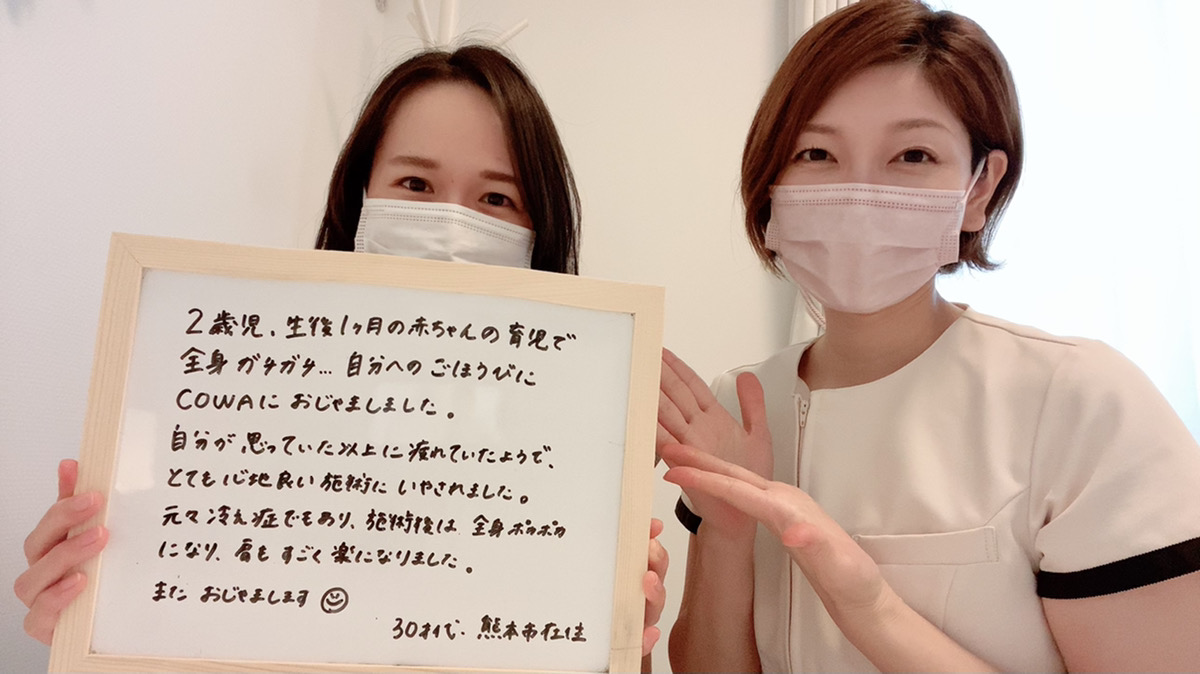 2歳児、生後1ヶ月の赤ちゃんの育児で
全身ガチガチ… 自分へのごほうびに
COWAにおじゃましました。
自分が思っていた以上に疲れていたようで、
とても心地良い施術にいやされました。
元々冷え症でもあり、施術後は全身ポカポカ
になり、肩もすごく楽になりました。
またおじゃまします☺
30才代・熊本市在住